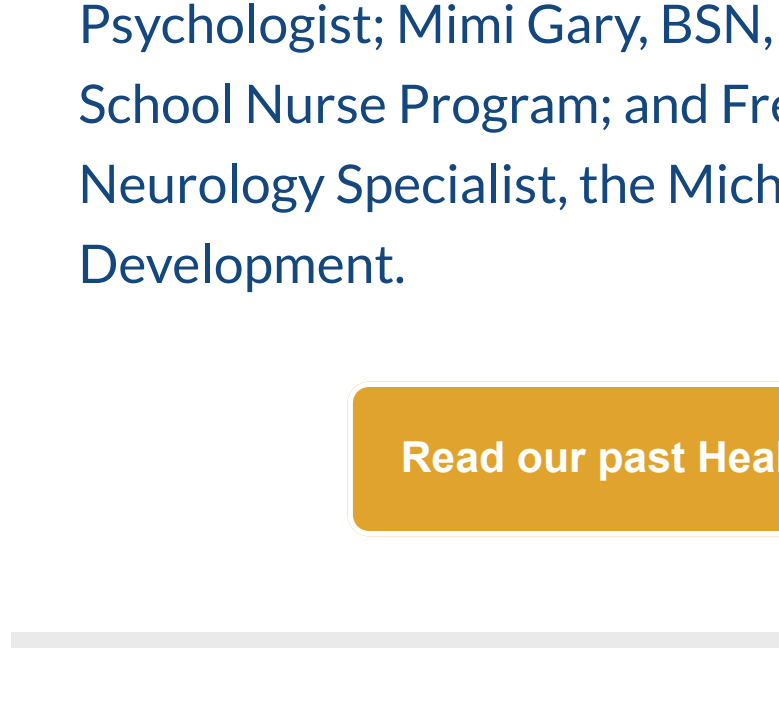 Psychologist; Mimi Gary, BSN,
School Nurse Program; and
Neurology Specialist, the
Development.
Read our past